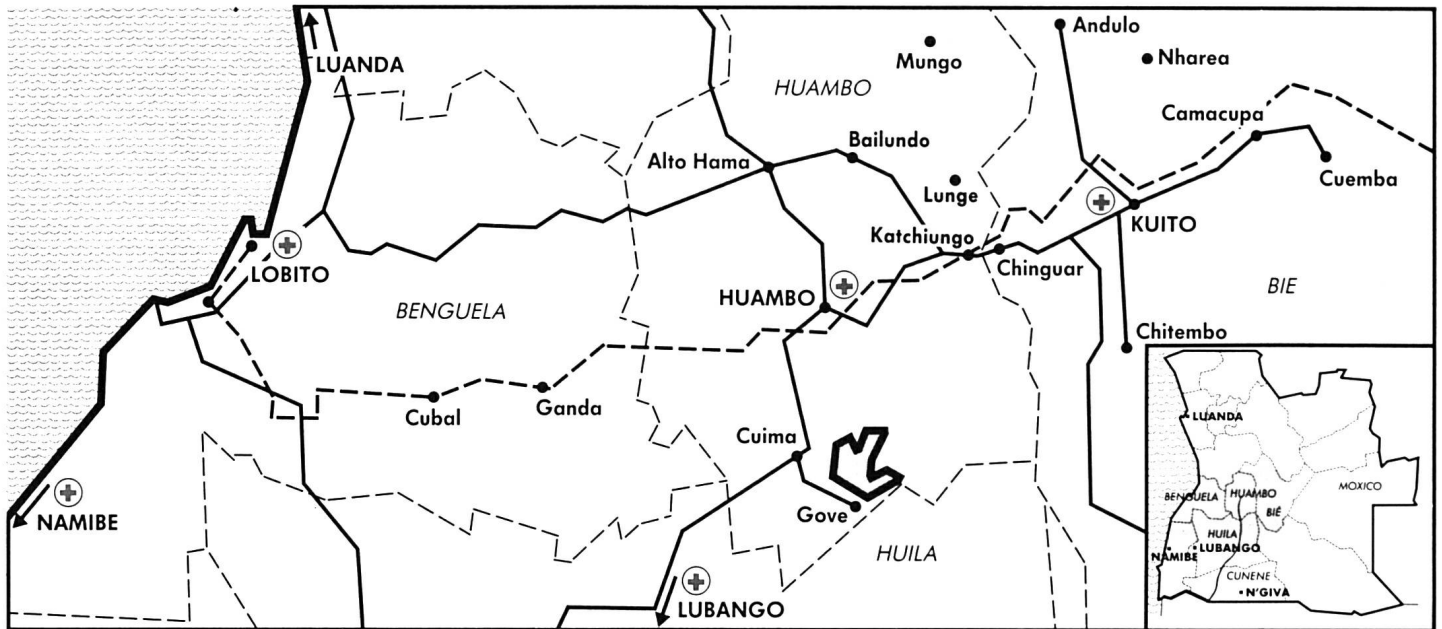 LUANDA
HUAMBO
Mungo
Andulo
Nharea
Camacupa
Cuemba
Alto Hama
Bailundo
Lunge
KUITO
Katchiungo
Chinguar
LOBITO
BENGUELA
HUAMBO
BIE
Chitembo
Cubal
Ganda
Cuima
Gove
NAMIBE
HUILA
LUBANGO
LUANDA
BENGUELA
HUAMBO
MOXICO
BIÉ
HUILA
NAMIBE
LUBANGO
CUNENE
N'GIVA